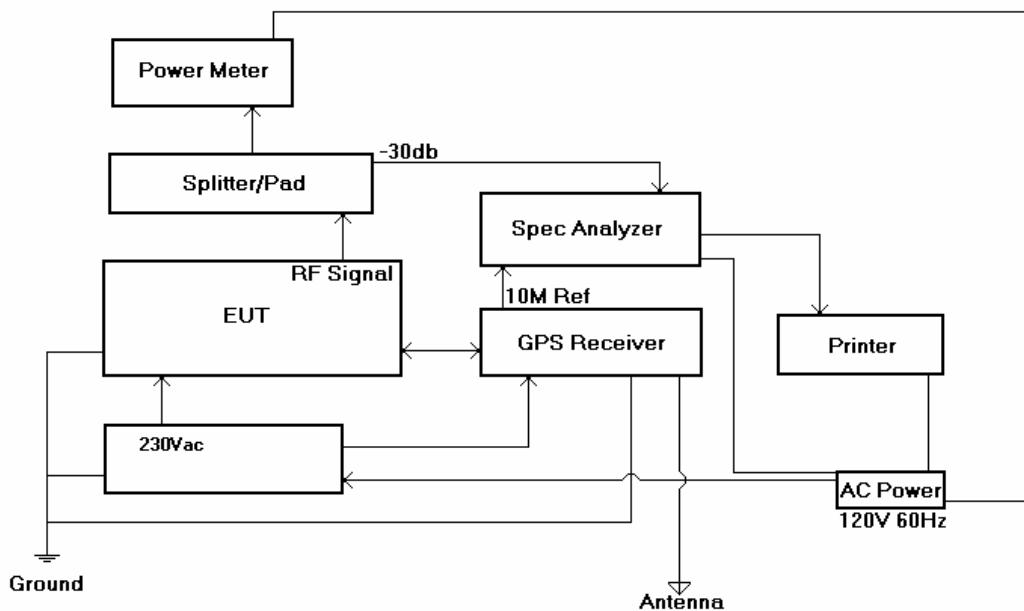 Power Meter
-30db
Splitter/Pad
Spec Analyzer
RF Signal
10M Ref
EUT
GPS Receiver
Printer
230Vac
AC Power
120V 60Hz
Ground
Antenna